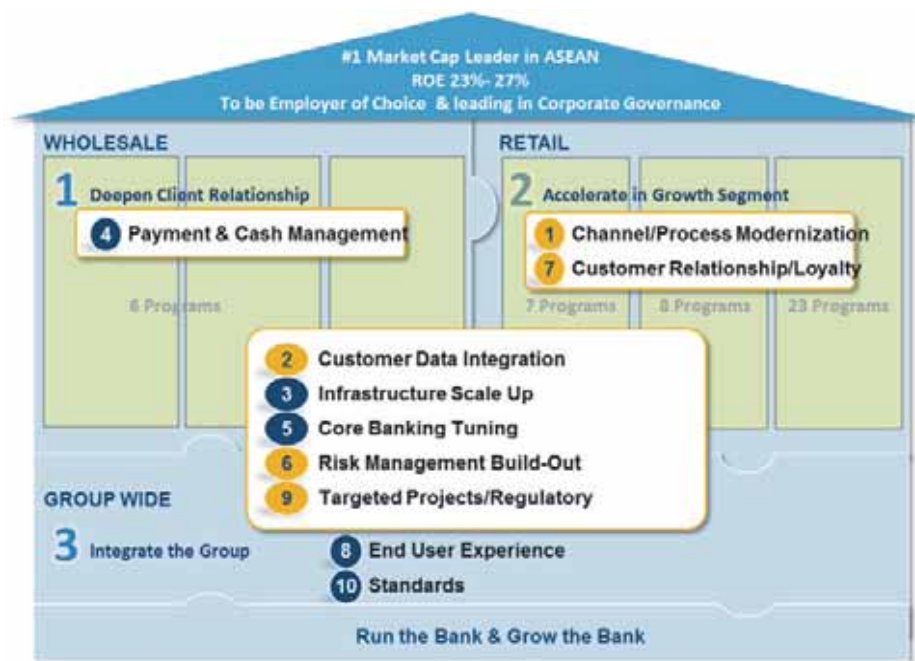 #1 Market Cap Leader in ASEAN
ROE 23%- 27%
To be Employer of Choice & leading in Corporate Governance
WHOLESALE
1 Deepen Client Relationship
4 Payment & Cash Management
6 Programs
RETAIL
2 Accelerate in Growth Segment
1 Channel/Process Modernization
7 Customer Relationship/Loyalty
7 Programs 8 Programs 23 Programs
2 Customer Data Integration
3 Infrastructure Scale Up
5 Core Banking Tuning
6 Risk Management Build-Out
9 Targeted Projects/Regulatory
GROUP WIDE
3 Integrate the Group
8 End User Experience
10 Standards
Run the Bank & Grow the Bank